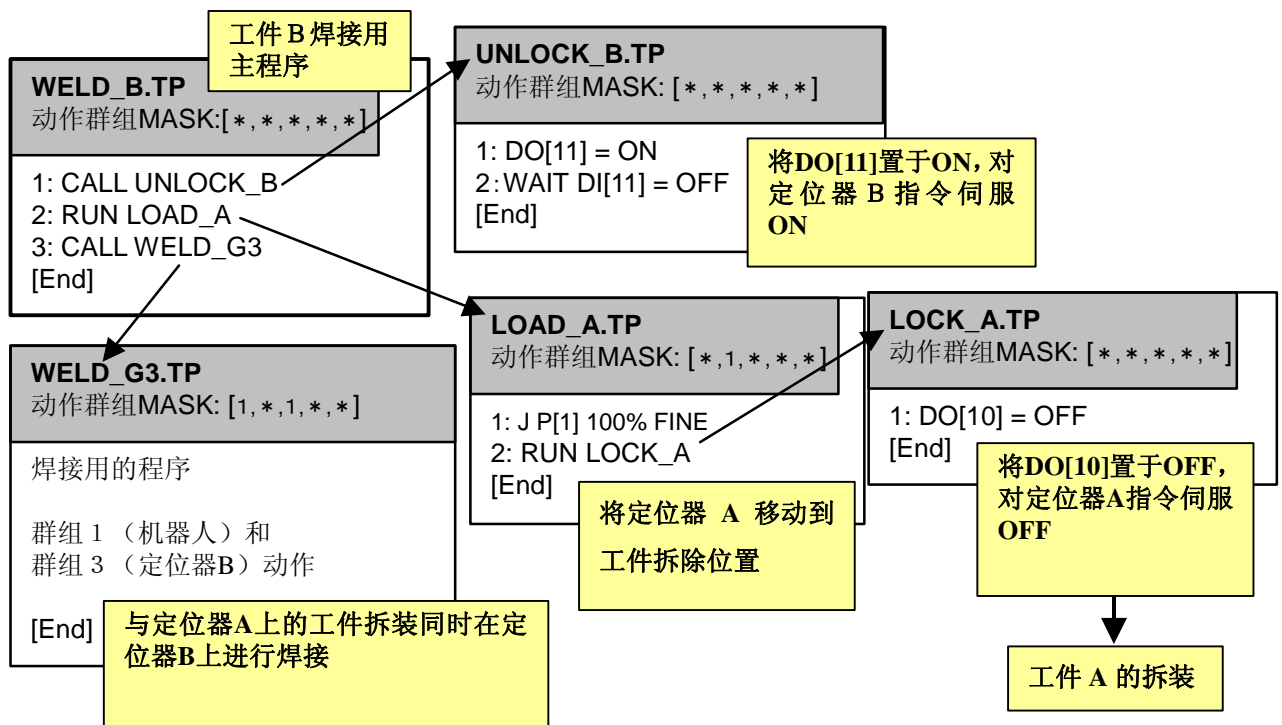 工件Ｂ焊接用
主程序
WELD_B.TP
动作群组MASK:[*,*,*,*,*]
1: CALL UNLOCK_B
2: RUN LOAD_A
3: CALL WELD_G3
[End]
UNLOCK_B.TP
动作群组MASK: [*,*,*,*,*]
1: DO[11] = ON
2:WAIT DI[11] = OFF
[End]
将DO[11]置于ON，对
定位器Ｂ指令伺服
ON
WELD_G3.TP
动作群组MASK: [1,*,1,*,*]
焊接用的程序
群组１（机器人）和
群组３（定位器B）动作
[End]
与定位器A上的工件拆装同时在定
位器B上进行焊接
LOAD_A.TP
动作群组MASK: [*,1,*,*,*]
1: J P[1] 100% FINE
2: RUN LOCK_A
[End]
将定位器 A 移动到
工件拆除位置
LOCK_A.TP
动作群组MASK: [*,*,*,*,*]
1: DO[10] = OFF
[End]
将DO[10]置于OFF，
对定位器A指令伺服
OFF
工件 A 的拆装